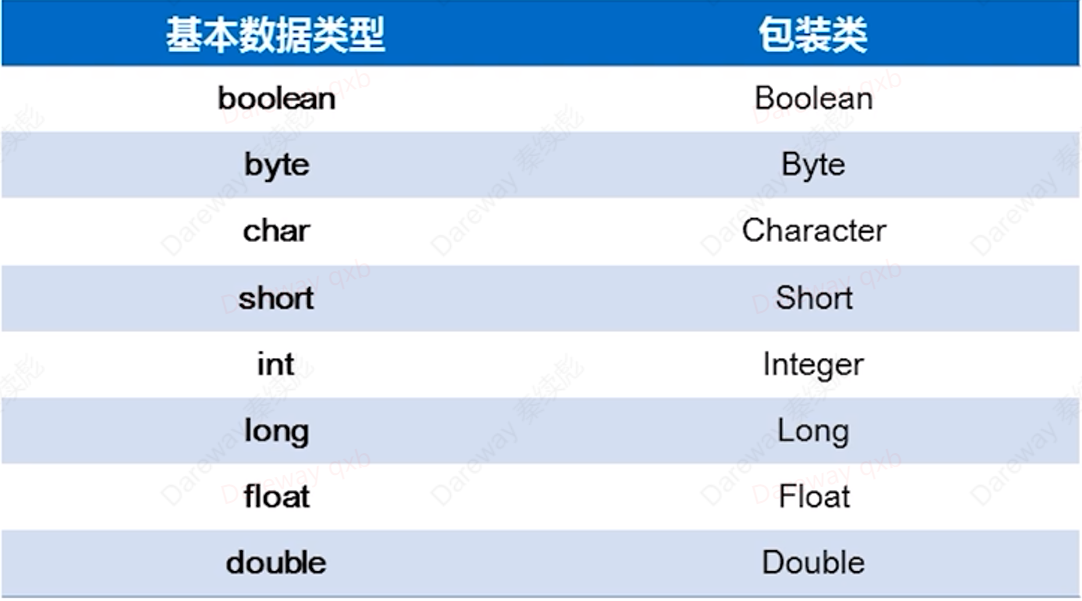 基本数据类型 包装类
boolean Boolean
byte Byte
char Character
short Short
int Integer
long Long
float Float
double Double
Dareway 秦续彪
Dareway qxb